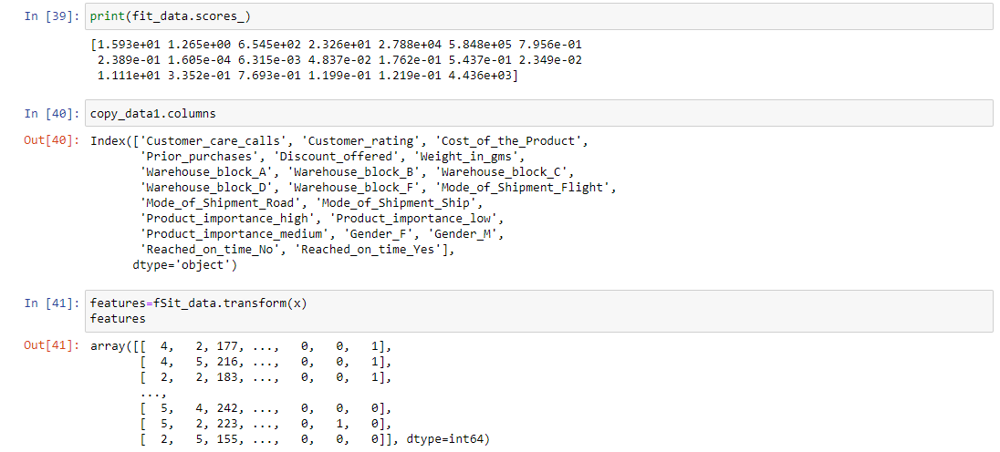 In [39]: print(fit_data.scores_)
[1.593e+01 1.265e+00 6.545e+02 2.326e+01 2.788e+04 5.848e+05 7.956e-01
2.389e-01 1.605e-04 6.315e-03 4.837e-02 1.762e-01 5.437e-01 2.349e-02
1.111e+01 3.352e-01 7.693e-01 1.199e-01 1.219e-01 4.436e+03]
In [40]: copy_data1.columns
Out[40]: Index(['Customer_care_calls', 'Customer_rating', 'Cost_of_the_Product',
'Prior_purchases', 'Discount_offered', 'Weight_in_gms',
'Warehouse_block_A', 'Warehouse_block_B', 'Warehouse_block_C',
'Warehouse_block_D', 'Warehouse_block_F', 'Mode_of_Shipment_Flight',
'Mode_of_Shipment_Road', 'Mode_of_Shipment_Ship',
'Product_importance_high', 'Product_importance_low',
'Product_importance_medium', 'Gender_F', 'Gender_M',
'Reached_on_time_No', 'Reached_on_time_Yes'],
dtype='object')
In [41]: features=fSit_data.transform(x)
features
Out[41]: array([[ 4, 2, 177, ..., 0, 0, 1],
[ 4, 5, 216, ..., 0, 0, 1],
[ 2, 2, 183, ..., 0, 0, 1],
...,
[ 5, 4, 242, ..., 0, 0, 0],
[ 5, 2, 223, ..., 0, 1, 0],
[ 2, 5, 155, ..., 0, 0, 0]], dtype=int64)